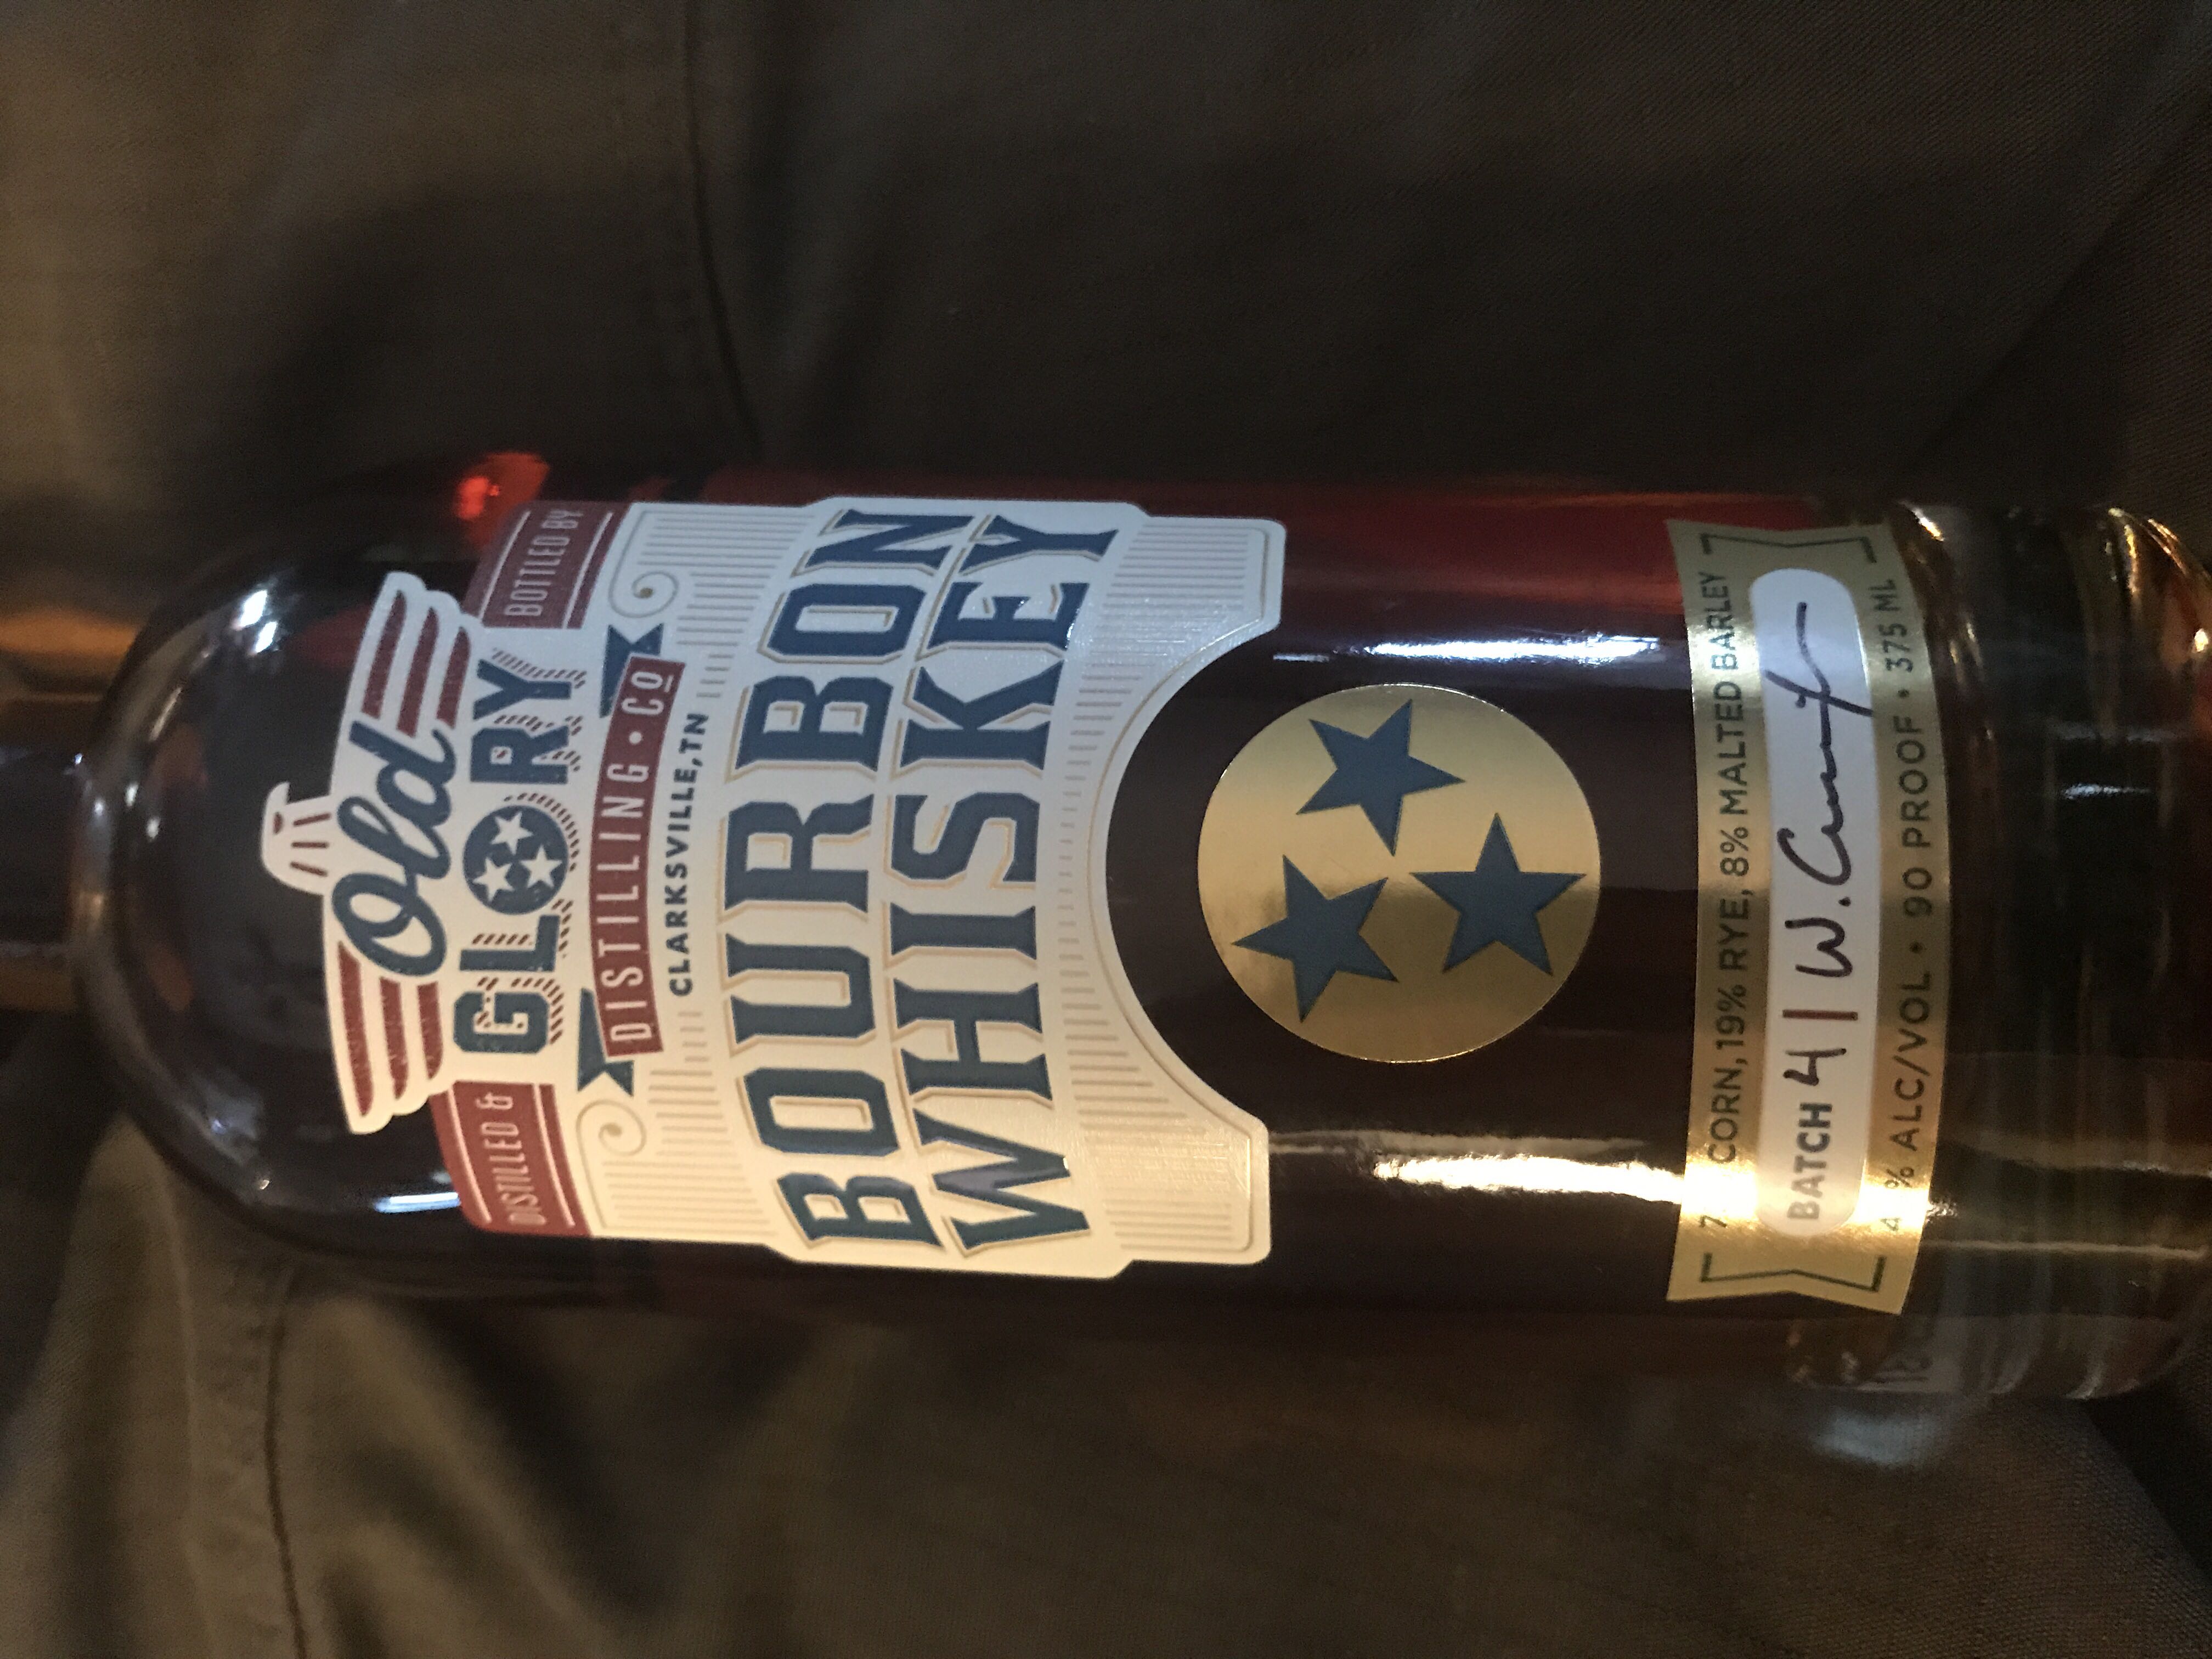 Old
GLORY
DISTILLED & BOTTLED BY
DISTILLING • CO
CLARKSVILLE, TN
BOURBON
WHISKEY
CORN, 19% RYE, 8% MALTED BARLEY
BATCH 4 | W.
% ALC/VOL • 90 PROOF • 375 ML